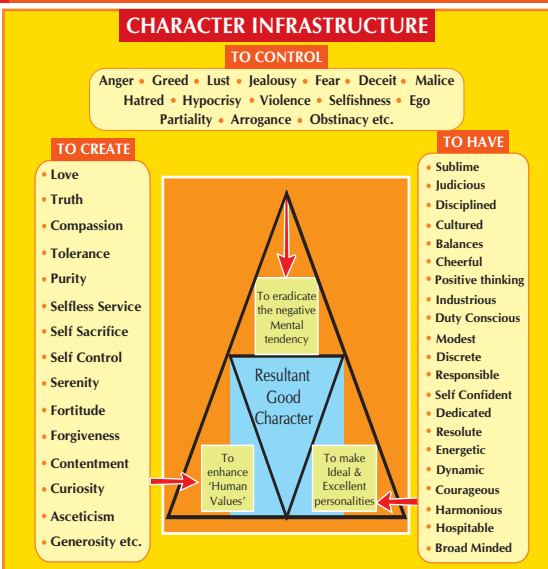 CHARACTER INFRASTRUCTURE
TO CONTROL
Anger • Greed • Lust • Jealousy • Fear • Deceit • Malice
Hatred • Hypocrisy • Violence • Selfishness • Ego
Partiality • Arrogance • Obstinacy etc.
TO CREATE
• Love
• Truth
• Compassion
• Tolerance
• Purity
• Selfless Service
• Self Sacrifice
• Self Control
• Serenity
• Fortitude
• Forgiveness
• Contentment
• Curiosity
• Asceticism
• Generosity etc.
To eradicate
the negative
Mental
tendency
Resultant
Good
Character
To
enhance
‘Human
Values’
To make
Ideal &
Excellent
personalities
TO HAVE
• Sublime
• Judicious
• Disciplined
• Cultured
• Balances
• Cheerful
• Positive thinking
• Industrious
• Duty Conscious
• Modest
• Discrete
• Responsible
• Self Confident
• Dedicated
• Resolute
• Energetic
• Dynamic
• Courageous
• Harmonious
• Hospitable
• Broad Minded